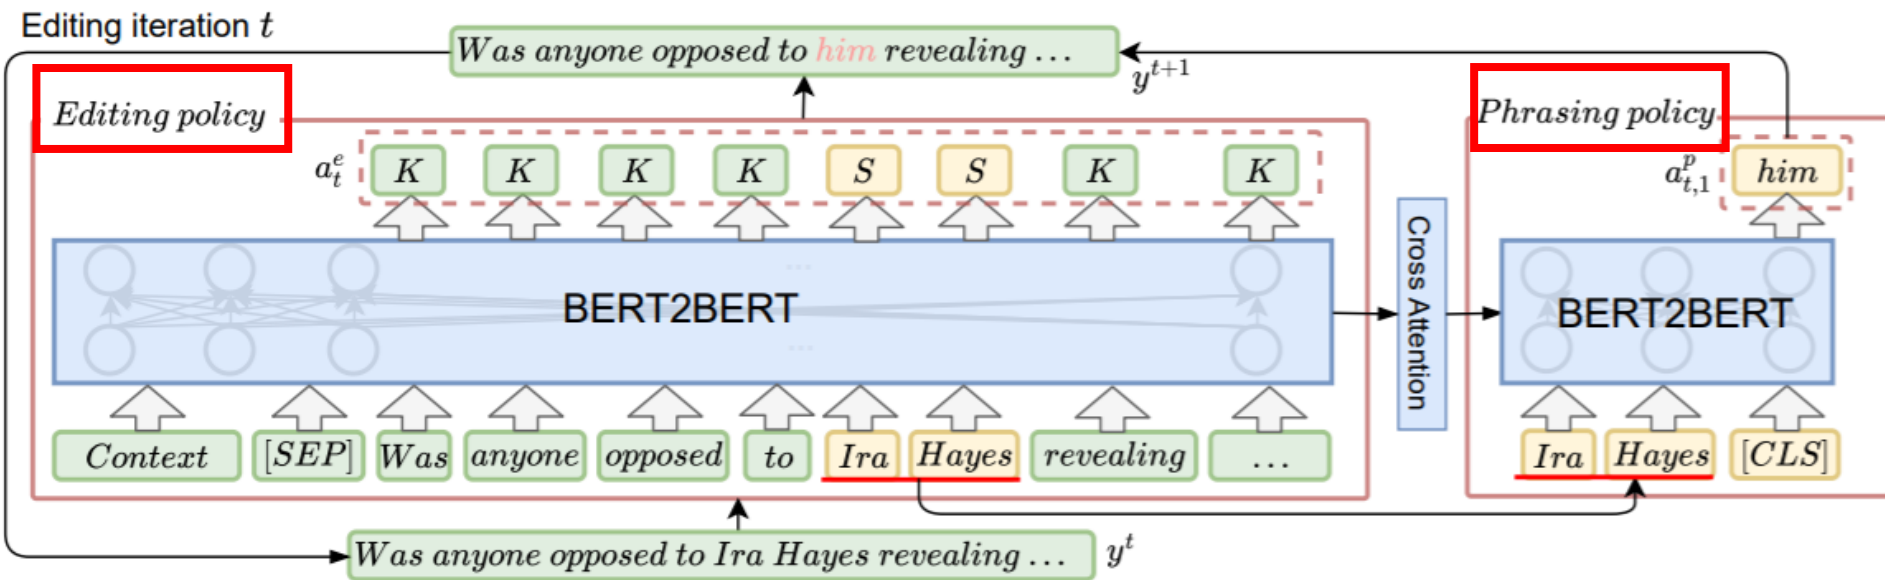 Editing iteration t
Was anyone opposed to him revealing ...
y^{t+1}
Editing policy
Phrasing policy
a_t^e
K K K K S S K K
a_{t,1}^p
him
BERT2BERT
Cross Attention
BERT2BERT
Context [SEP] Was anyone opposed to Ira Hayes revealing ...
Ira Hayes [CLS]
Was anyone opposed to Ira Hayes revealing ...
y^t